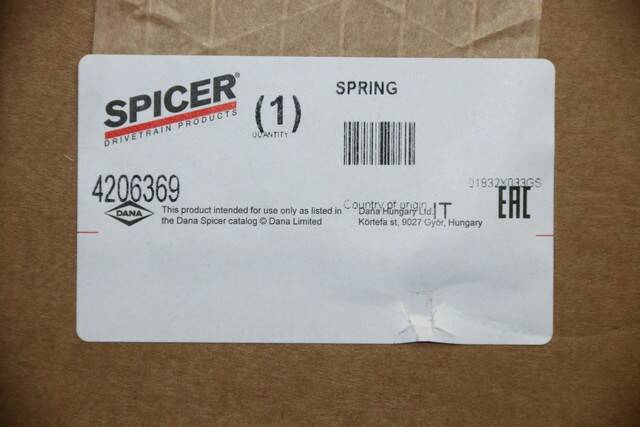 SPICER®
DRIVETRAIN PRODUCTS
(1)
QUANTITY
SPRING
4206369
DANA
This product intended for use only as listed in
the Dana Spicer catalog © Dana Limited
Country of origin IT
Dana Hungary Ltd.
Körtefa st, 9027 Győr, Hungary
01932X033GS
EAC